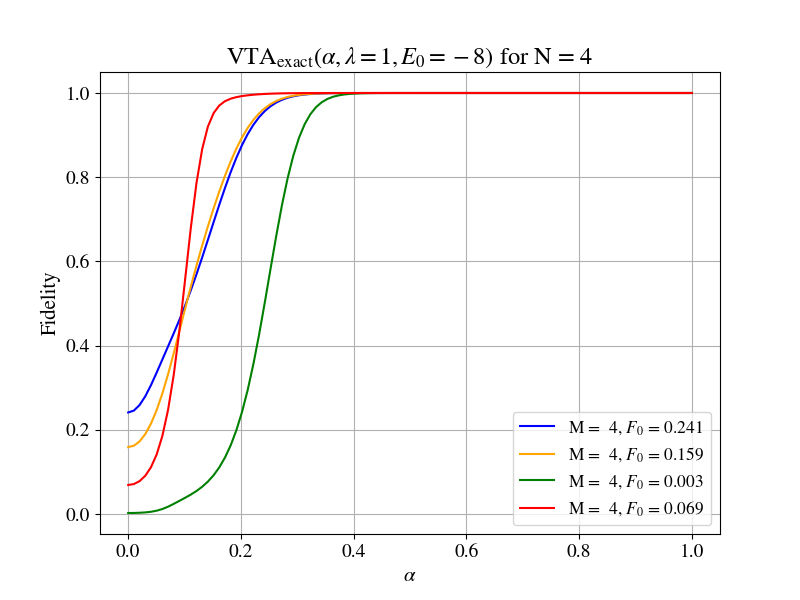 VTA_exact(α, λ = 1, E_0 = −8) for N = 4
Fidelity
1.0
0.8
0.6
0.4
0.2
0.0
0.0 0.2 0.4 0.6 0.8 1.0
α
M = 4, F_0 = 0.241
M = 4, F_0 = 0.159
M = 4, F_0 = 0.003
M = 4, F_0 = 0.069